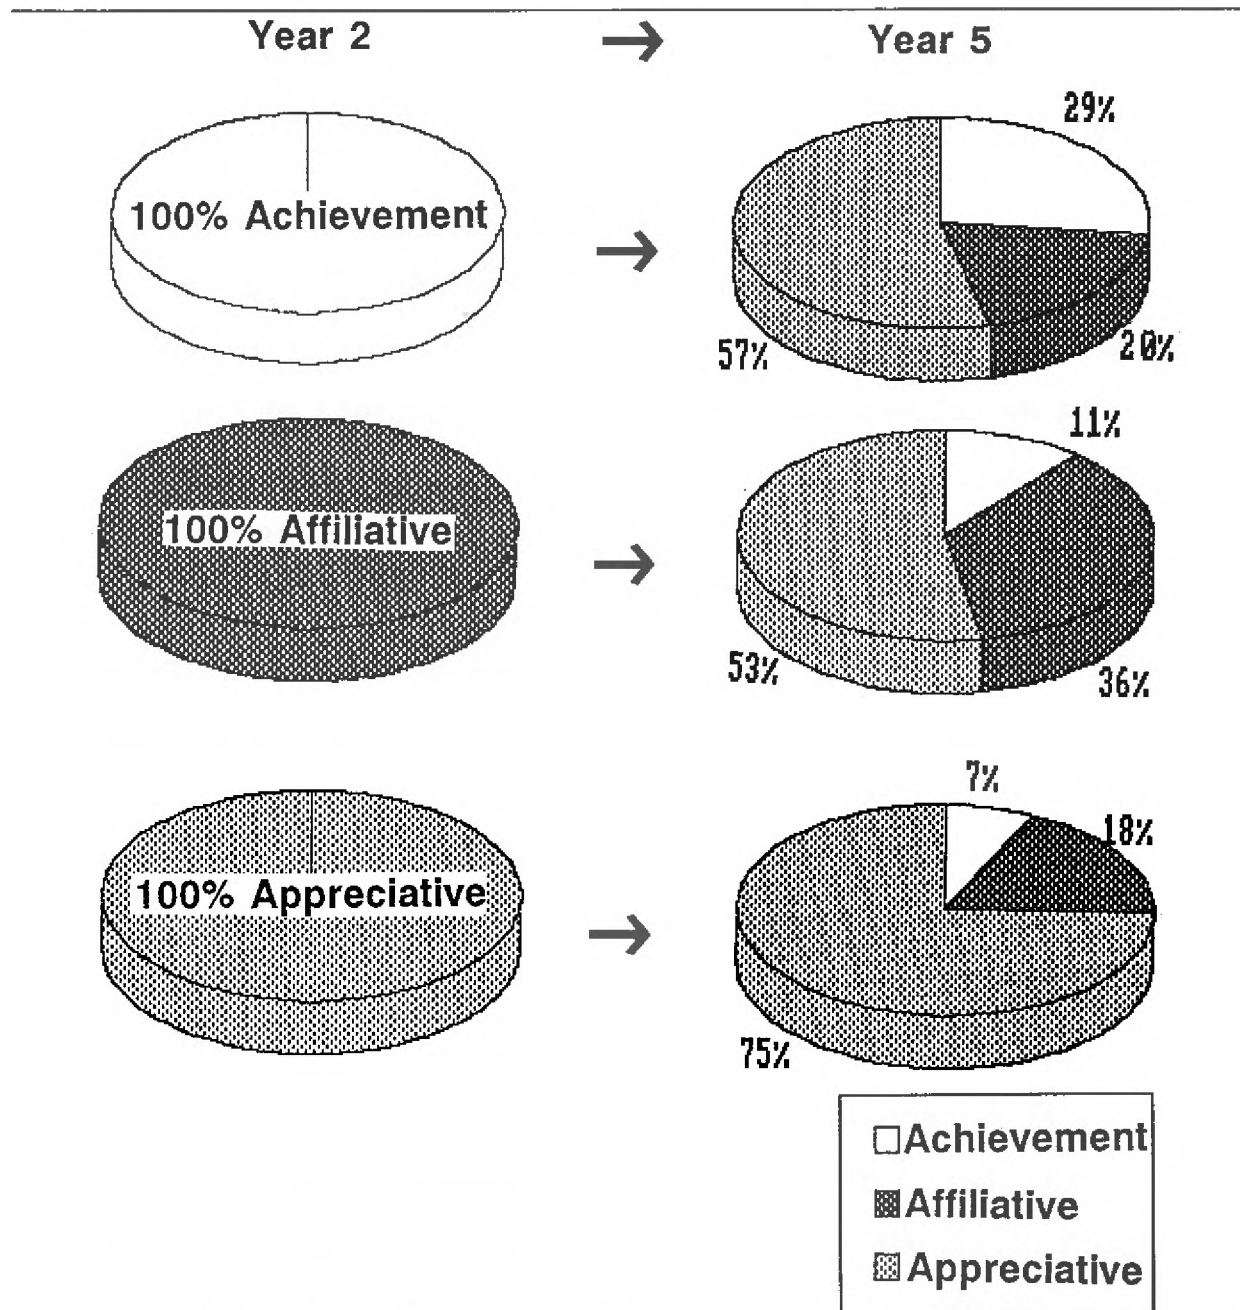 Year 2 → Year 5
29%
100% Achievement →
57% 20%
11%
100% Affiliative →
53% 36%
7%
18%
100% Appreciative →
75%
Achievement
Affiliative
Appreciative